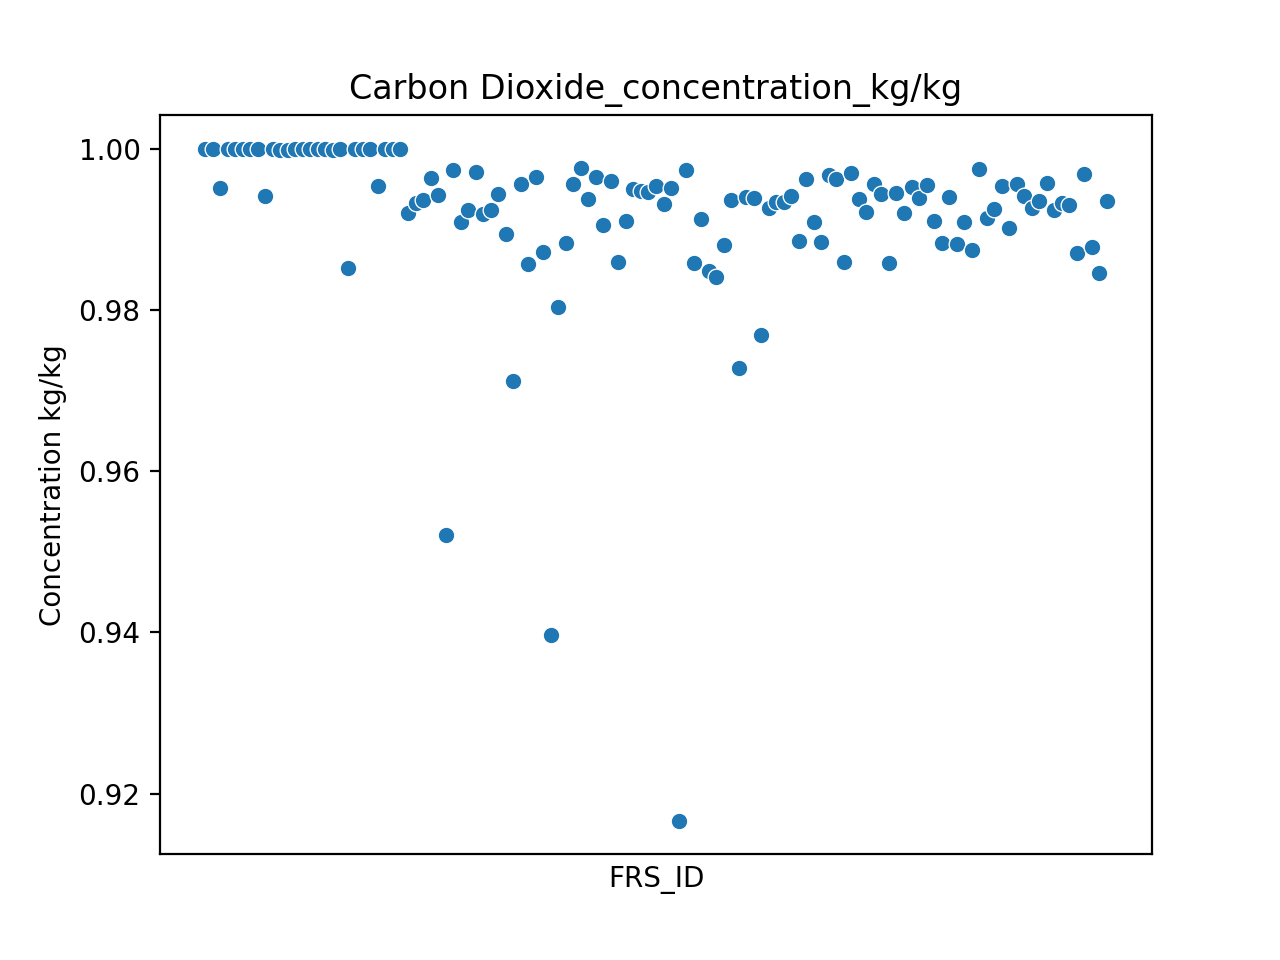 Carbon Dioxide_concentration_kg/kg
1.00
0.98
0.96
0.94
0.92
Concentration kg/kg
FRS_ID